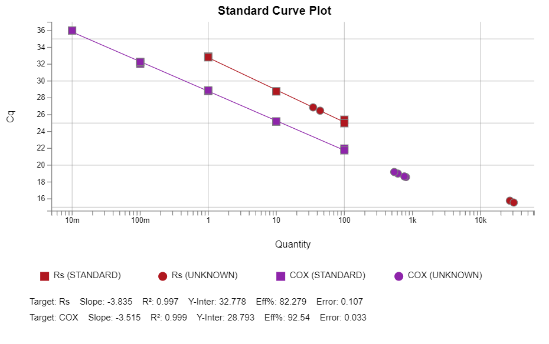 Standard Curve Plot
36
34
32
30
28
26
24
22
20
18
16
Cq
10m 100m 1 10 100 1k 10k
Quantity
Rs (STANDARD) Rs (UNKNOWN) COX (STANDARD) COX (UNKNOWN)
Target: Rs Slope: -3.835 R²: 0.997 Y-Inter: 32.778 Eff%: 82.279 Error: 0.107
Target: COX Slope: -3.515 R²: 0.999 Y-Inter: 28.793 Eff%: 92.54 Error: 0.033